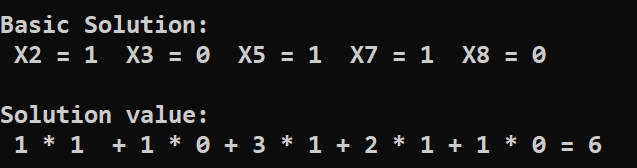 Basic Solution:
X2 = 1  X3 = 0  X5 = 1  X7 = 1  X8 = 0
Solution value:
1 * 1  + 1 * 0 + 3 * 1 + 2 * 1 + 1 * 0 = 6